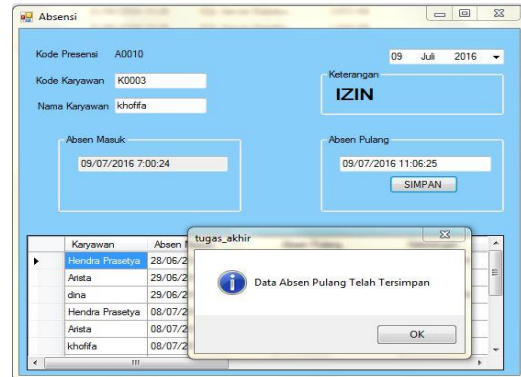 Absensi
Kode Presensi A0010
09 Juli 2016
Kode Karyawan K0003
Keterangan
IZIN
Nama Karyawan khofifa
Absen Masuk
09/07/2016 7:00:24
Absen Pulang
09/07/2016 11:06:25
SIMPAN
tugas_akhir
Data Absen Pulang Telah Tersimpan
OK
Karyawan Absen
Hendra Prasetya 28/06/2
Arista 29/06/2
dina 29/06/2
Hendra Prasetya 08/07/2
Arista 08/07/2
khofifa 08/07/2